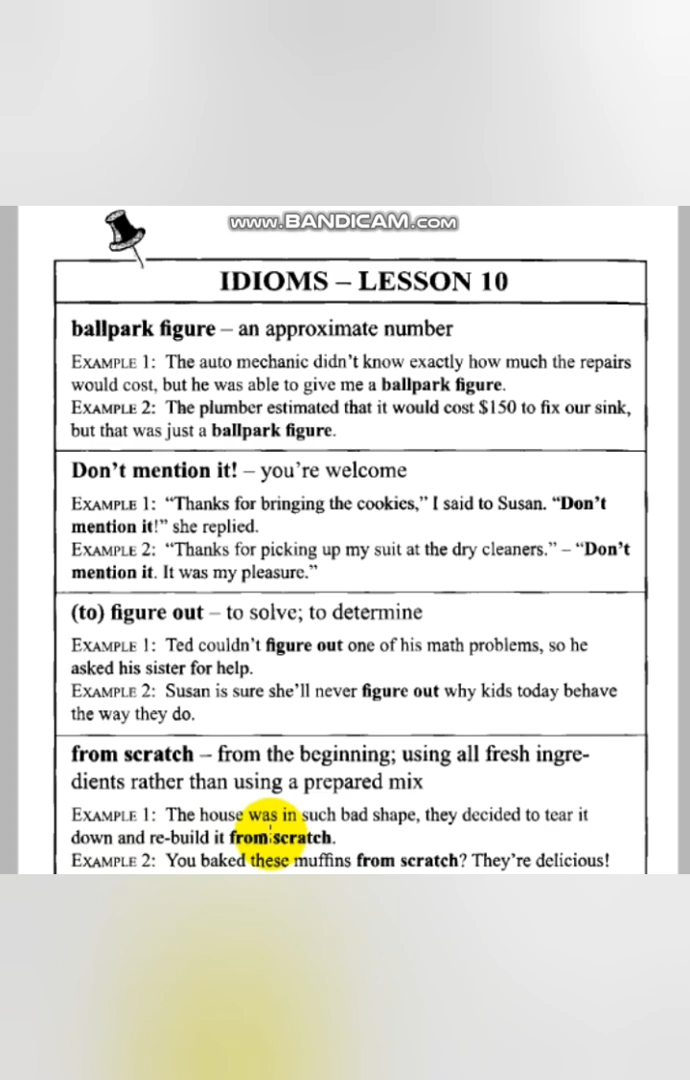 www.BANDICAM.com
IDIOMS – LESSON 10
ballpark figure – an approximate number
EXAMPLE 1: The auto mechanic didn't know exactly how much the repairs
would cost, but he was able to give me a ballpark figure.
EXAMPLE 2: The plumber estimated that it would cost $150 to fix our sink,
but that was just a ballpark figure.
Don't mention it! – you're welcome
EXAMPLE 1: “Thanks for bringing the cookies,” I said to Susan. “Don't
mention it!” she replied.
EXAMPLE 2: “Thanks for picking up my suit at the dry cleaners.” – “Don't
mention it. It was my pleasure.”
(to) figure out – to solve; to determine
EXAMPLE 1: Ted couldn't figure out one of his math problems, so he
asked his sister for help.
EXAMPLE 2: Susan is sure she'll never figure out why kids today behave
the way they do.
from scratch – from the beginning; using all fresh ingre-
dients rather than using a prepared mix
EXAMPLE 1: The house was in such bad shape, they decided to tear it
down and re-build it from scratch.
EXAMPLE 2: You baked these muffins from scratch? They're delicious!